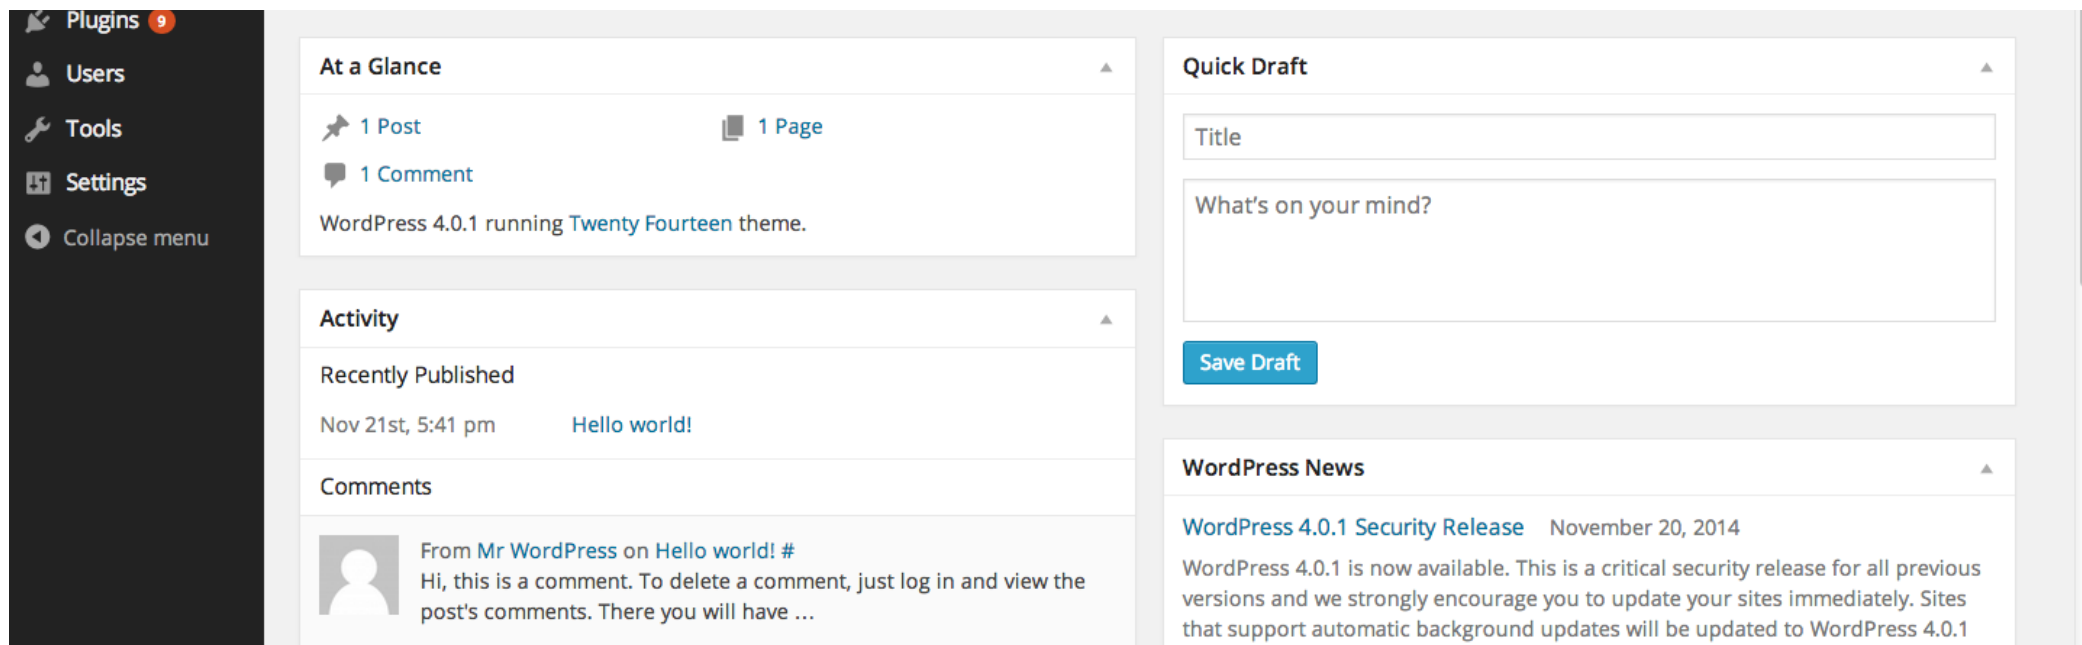 Plugins 9
Users
Tools
Settings
Collapse menu
At a Glance
1 Post
1 Page
1 Comment
WordPress 4.0.1 running Twenty Fourteen theme.
Activity
Recently Published
Nov 21st, 5:41 pm
Hello world!
Comments
From Mr WordPress on Hello world! #
Hi, this is a comment. To delete a comment, just log in and view the
post's comments. There you will have …
Quick Draft
Title
What’s on your mind?
Save Draft
WordPress News
WordPress 4.0.1 Security Release November 20, 2014
WordPress 4.0.1 is now available. This is a critical security release for all previous
versions and we strongly encourage you to update your sites immediately. Sites
that support automatic background updates will be updated to WordPress 4.0.1